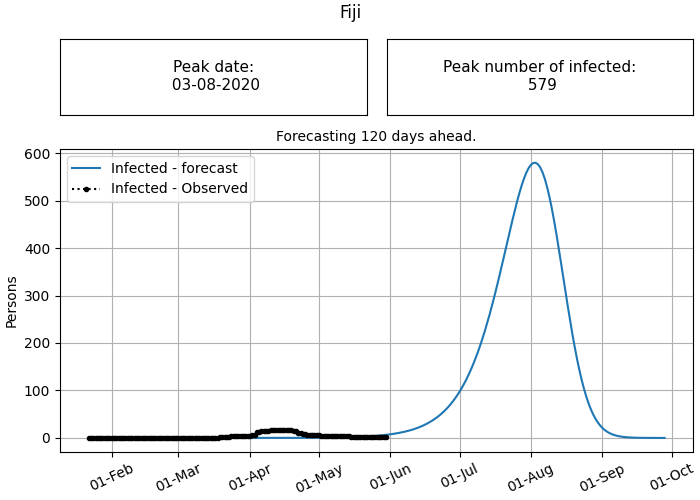 Fiji
Peak date:
03-08-2020
Peak number of infected:
579
Forecasting 120 days ahead.
Infected - forecast
Infected - Observed
Persons
600
500
400
300
200
100
0
01-Feb
01-Mar
01-Apr
01-May
01-Jun
01-Jul
01-Aug
01-Sep
01-Oct